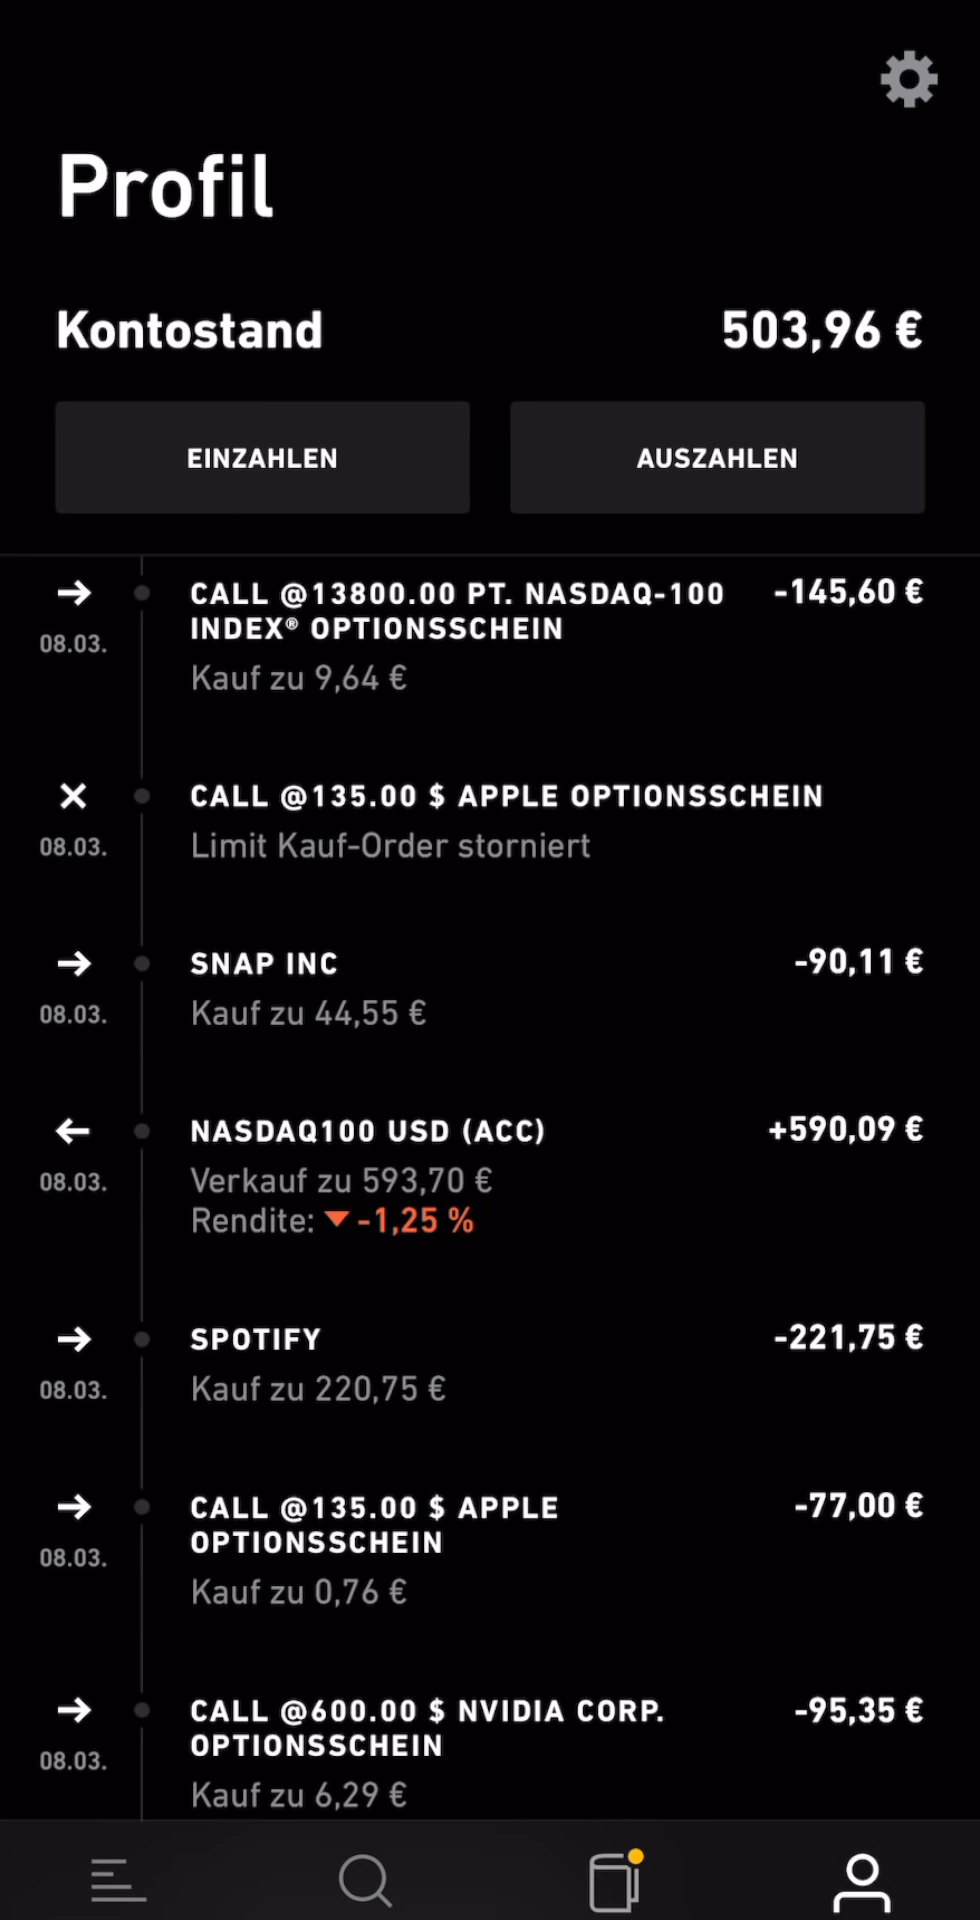 Profil
Kontostand 503,96 €
EINZAHLEN AUSZAHLEN
CALL @13800.00 PT. NASDAQ-100 -145,60 €
INDEX® OPTIONSSCHEIN
08.03.
Kauf zu 9,64 €
CALL @135.00 $ APPLE OPTIONSSCHEIN
08.03. Limit Kauf-Order storniert
SNAP INC -90,11 €
08.03. Kauf zu 44,55 €
NASDAQ100 USD (ACC) +590,09 €
08.03. Verkauf zu 593,70 €
Rendite: -1,25 %
SPOTIFY -221,75 €
08.03. Kauf zu 220,75 €
CALL @135.00 $ APPLE -77,00 €
OPTIONSSCHEIN
08.03.
Kauf zu 0,76 €
CALL @600.00 $ NVIDIA CORP. -95,35 €
OPTIONSSCHEIN
08.03.
Kauf zu 6,29 €